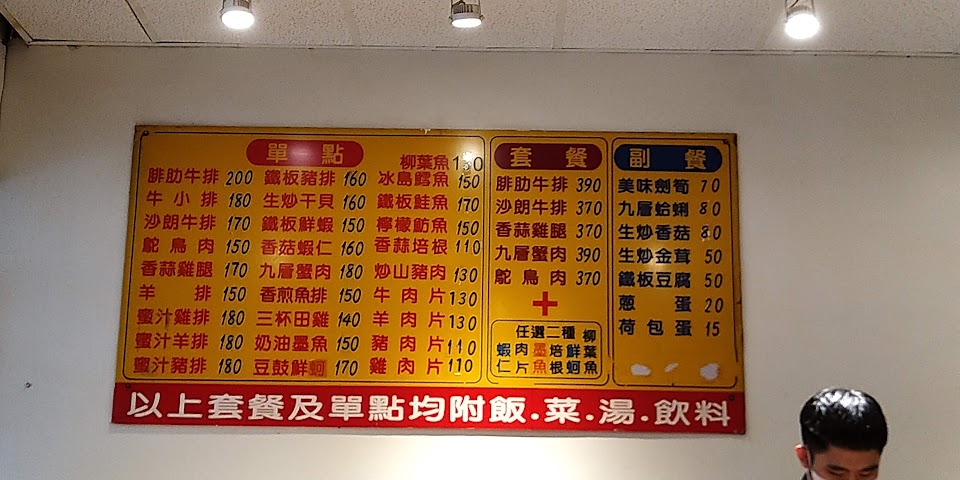 單點
柳葉魚130
腓肋牛排 200 鐵板豬排 160 冰島鱈魚 150
牛小排 180 生炒干貝 160 鐵板鮭魚 170
沙朗牛排 170 鐵板鮮蝦 150 檸檬魴魚 150
鴕鳥肉 150 香菇蝦仁 160 香蒜培根 110
香蒜雞腿 170 九層蟹肉 180 炒山豬肉 130
羊排 150 香煎魚排 150 牛肉片 130
蜜汁雞排 180 三杯田雞 140 羊肉片 130
蜜汁羊排 180 奶油墨魚 150 豬肉片 110
蜜汁豬排 180 豆鼓鮮蚵 170 雞肉片 110
套餐
腓肋牛排 390
沙朗牛排 370
香蒜雞腿 370
九層蟹肉 390
鴕鳥肉 370
+
任選二種
蝦仁 肉片 墨魚 培根 鮮蚵 柳葉魚
副餐
美味劍筍 70
九層蛤蜊 80
生炒香菇 80
生炒金茸 50
鐵板豆腐 50
蔥蛋 20
荷包蛋 15
以上套餐及單點均附飯.菜.湯.飲料